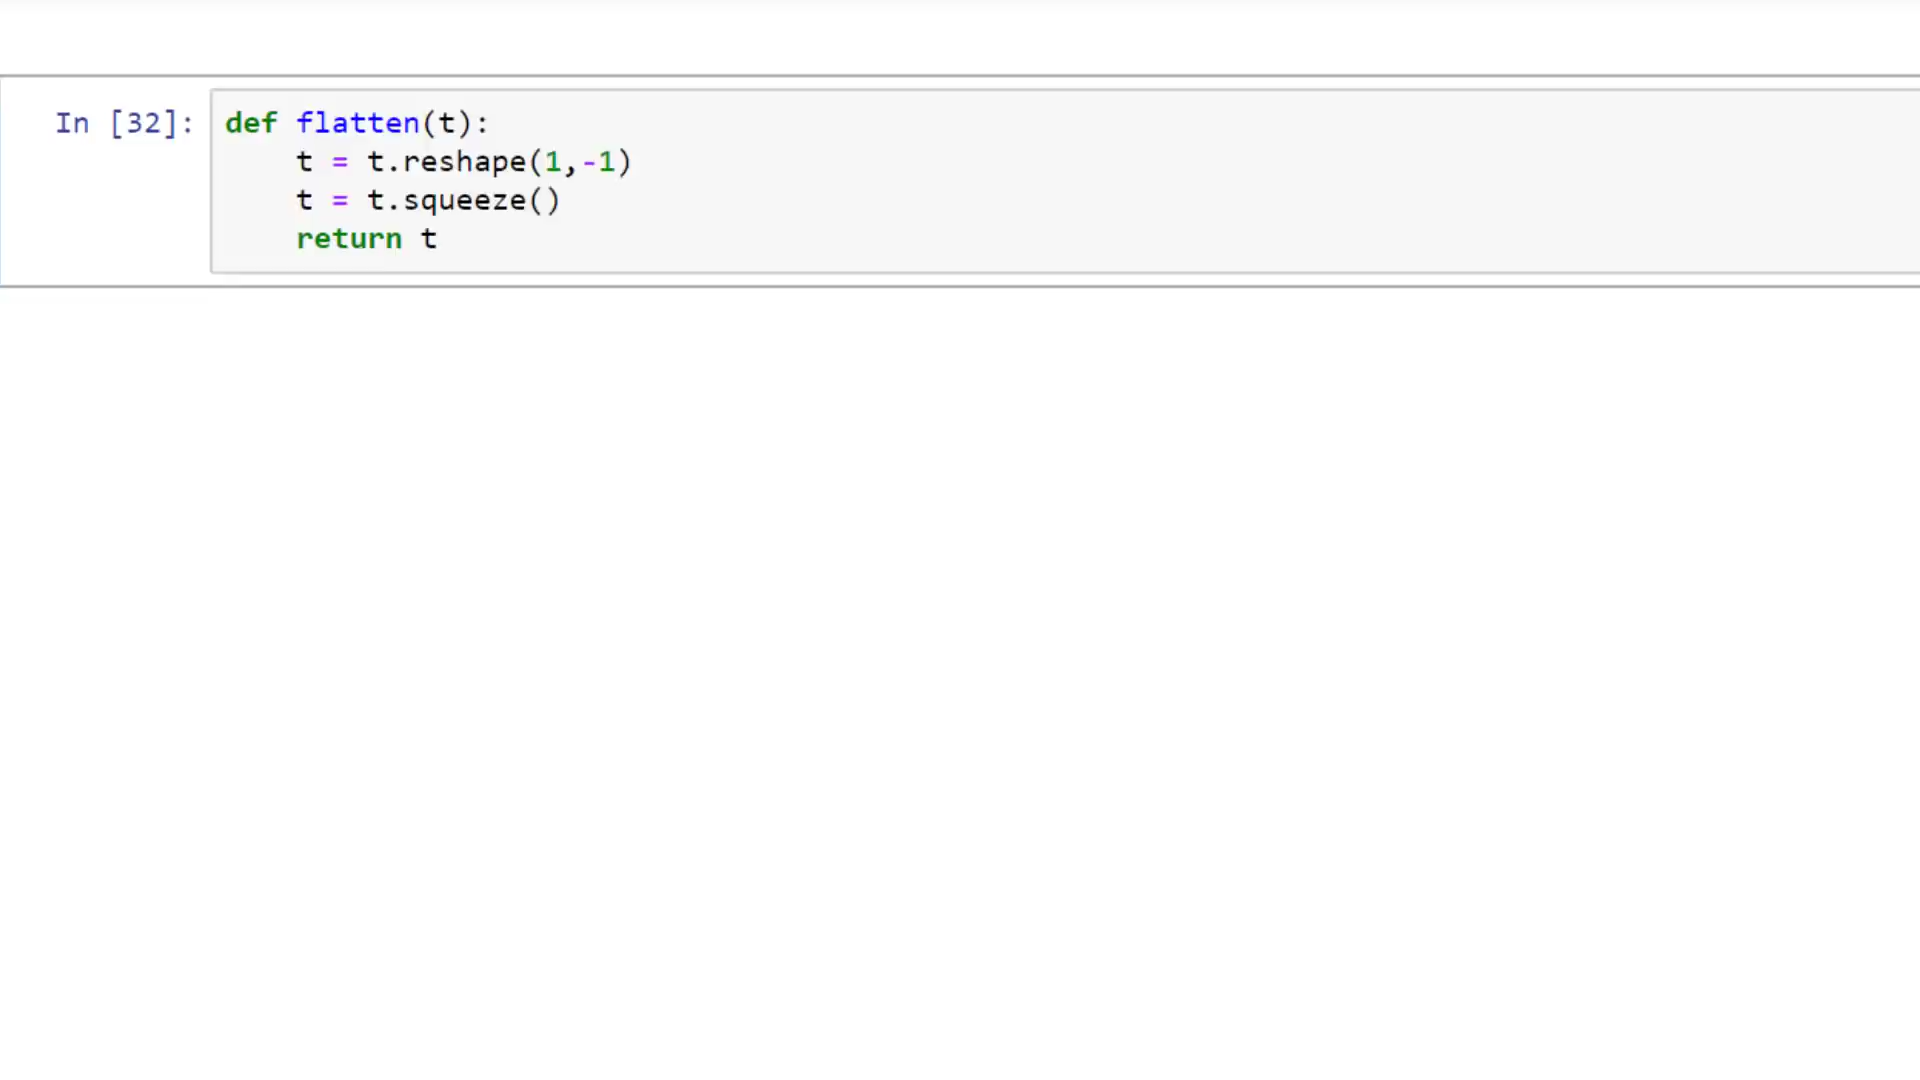 In [32]: def flatten(t):
    t = t.reshape(1,-1)
    t = t.squeeze()
    return t